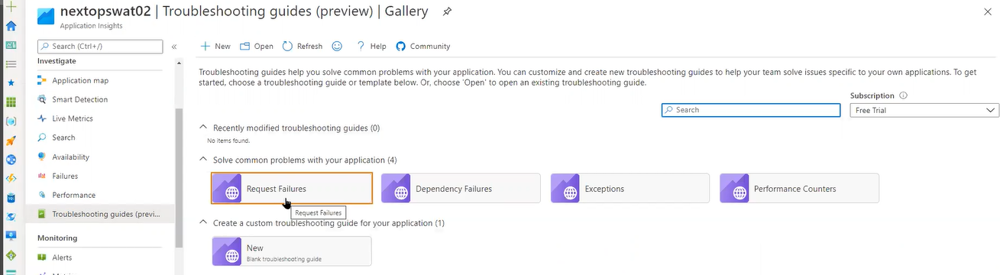 nextopswat02 | Troubleshooting guides (preview) | Gallery
Application Insights
Search (Ctrl+/)
«
Investigate
Application map
Smart Detection
Live Metrics
Search
Availability
Failures
Performance
Troubleshooting guides (previ...
Monitoring
Alerts
New Open Refresh Help Community
Troubleshooting guides help you solve common problems with your application. You can customize and create new troubleshooting guides to help your team solve issues specific to your own applications. To get
started, choose a troubleshooting guide or template below. Or, choose 'Open' to open an existing troubleshooting guide.
Subscription
Search
Free Trial
Recently modified troubleshooting guides (0)
No items found.
Solve common problems with your application (4)
Request Failures
Dependency Failures
Exceptions
Performance Counters
Request Failures
Create a custom troubleshooting guide for your application (1)
New
Blank troubleshooting guide